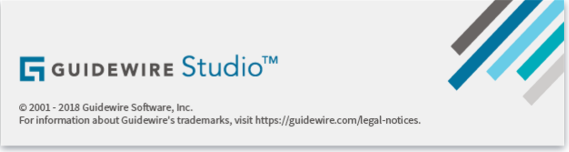 GUIDEWIRE Studio™
© 2001 - 2018 Guidewire Software, Inc.
For information about Guidewire's trademarks, visit https://guidewire.com/legal-notices.